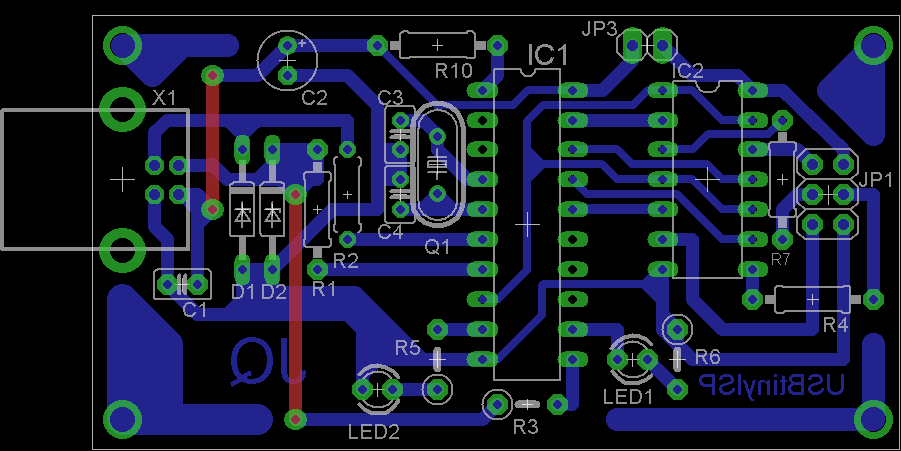 JP3
IC1
IC2
R10
X1
C2
C3
JP1
C4
Q1
R2
R7
D1
D2
R1
C1
R4
R5
R6
JQ
USBtinyISP
LED1
LED2
R3